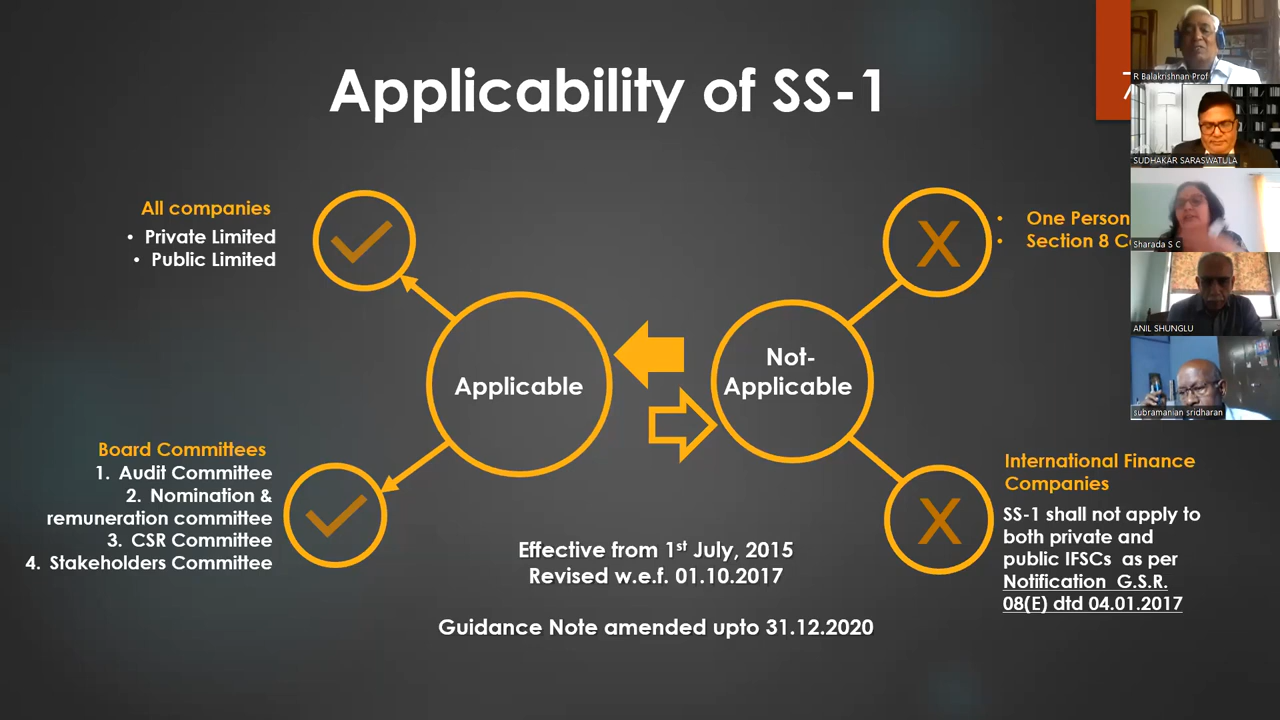 Applicability of SS-1
All companies
• Private Limited
• Public Limited
Board Committees
1. Audit Committee
2. Nomination &
remuneration committee
3. CSR Committee
4. Stakeholders Committee
Applicable
Not-
Applicable
• One Person
• Section 8
International Finance
Companies
SS-1 shall not apply to
both private and
public IFSCs as per
Notification G.S.R.
08(E) dtd 04.01.2017
Effective from 1st July, 2015
Revised w.e.f. 01.10.2017
Guidance Note amended upto 31.12.2020
R Balakrishnan Prof
SUDHAKAR SARASWATULA
Sharada S C
ANIL SHUNGLU
subramanian sridharan